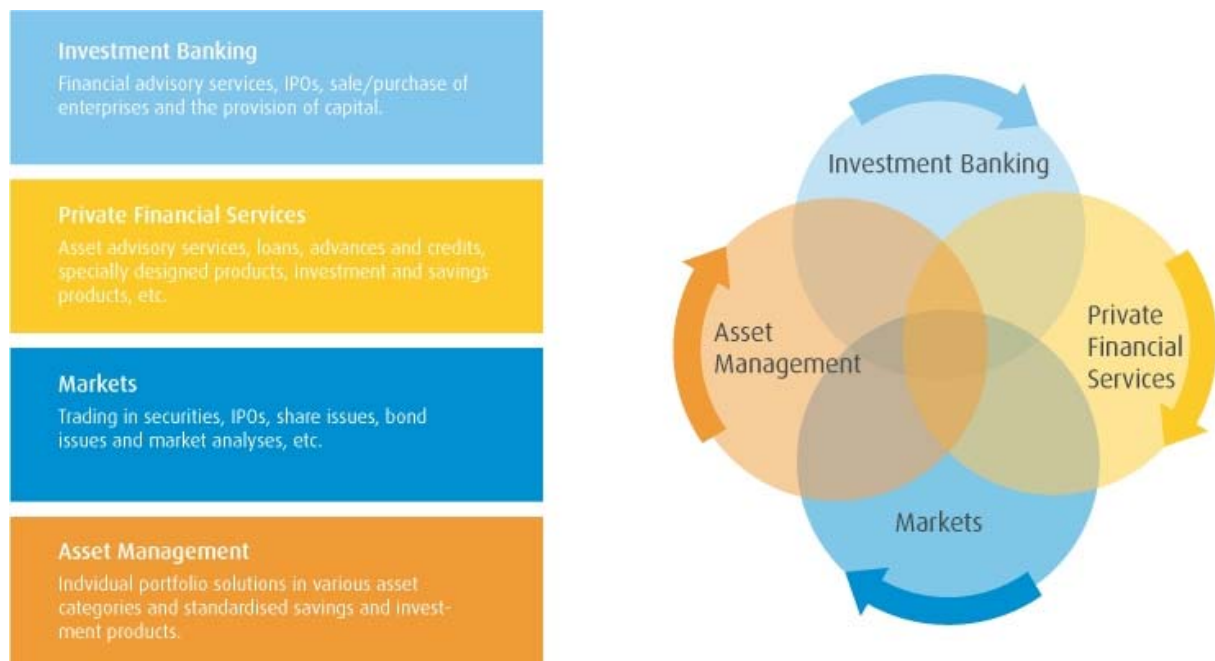 Investment Banking
Financial advisory services, IPOs, sale/purchase of
enterprises and the provision of capital.
Private Financial Services
Asset advisory services, loans, advances and credits,
specially designed products, investment and savings
products, etc.
Markets
Trading in securities, IPOs, share issues, bond
issues and market analyses, etc.
Asset Management
Indvidual portfolio solutions in various asset
categories and standardised savings and invest-
ment products.
Investment Banking
Asset
Management
Private
Financial
Services
Markets